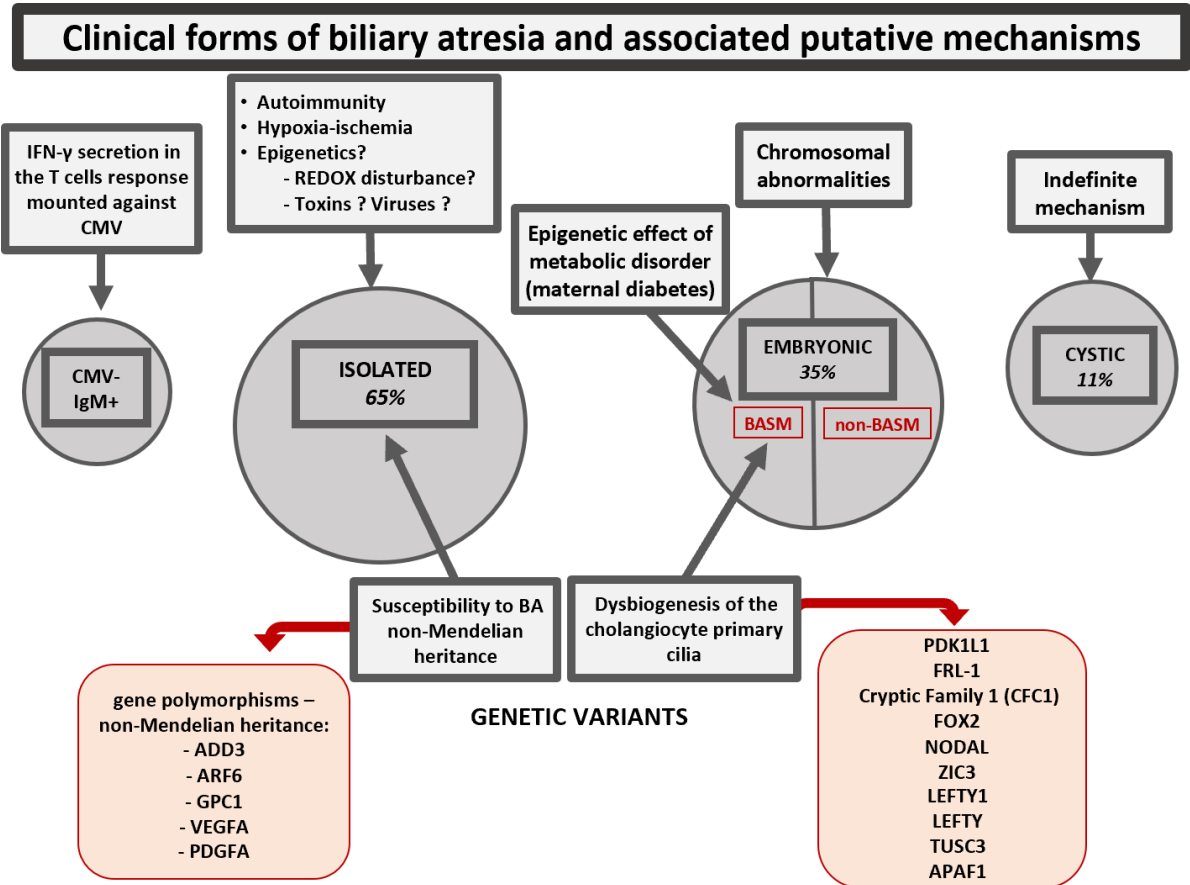 Clinical forms of biliary atresia and associated putative mechanisms
IFN-γ secretion in
the T cells response
mounted against
CMV
• Autoimmunity
• Hypoxia-ischemia
• Epigenetics?
- REDOX disturbance?
- Toxins ? Viruses ?
Epigenetic effect of
metabolic disorder
(maternal diabetes)
Chromosomal
abnormalities
Indefinite
mechanism
CMV-
IgM+
ISOLATED
65%
EMBRYONIC
35%
BASM
non-BASM
CYSTIC
11%
Susceptibility to BA
non-Mendelian
heritance
Dysbiogenesis of the
cholangiocyte primary
cilia
gene polymorphisms –
non-Mendelian heritance:
- ADD3
- ARF6
- GPC1
- VEGFA
- PDGFA
GENETIC VARIANTS
PDK1L1
FRL-1
Cryptic Family 1 (CFC1)
FOX2
NODAL
ZIC3
LEFTY1
LEFTY
TUSC3
APAF1